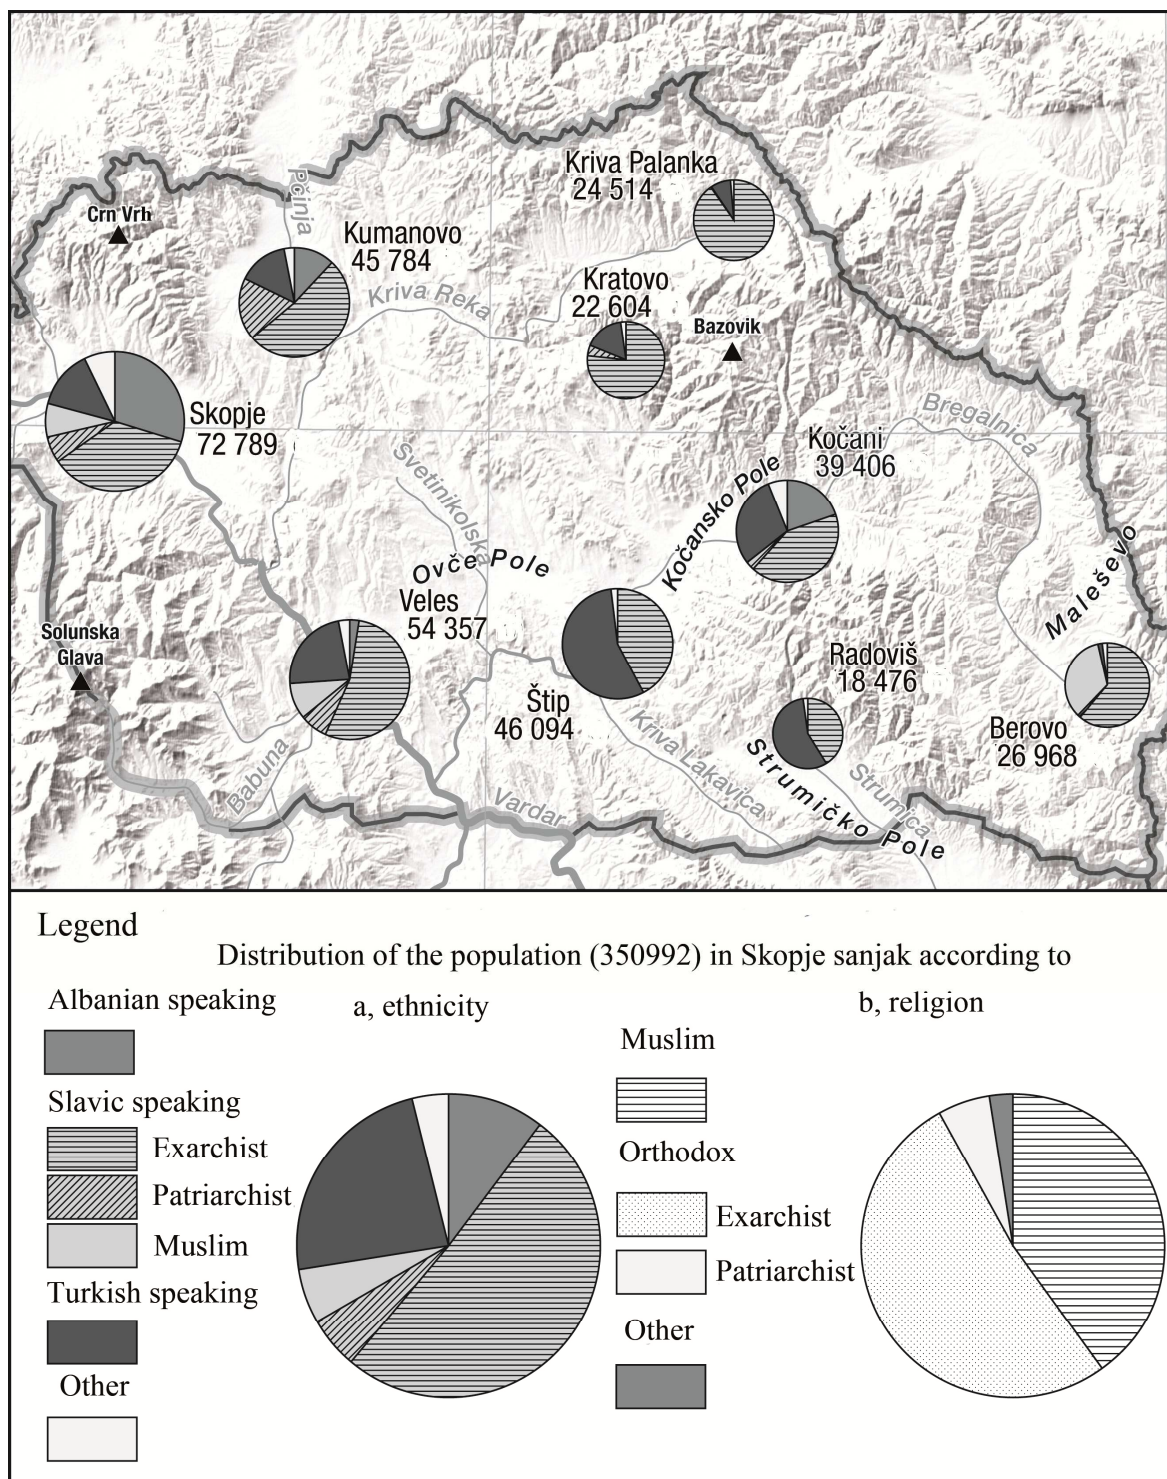 Kriva Palanka
24 514
Pčinja
Crn Vrh
Kumanovo
45 784
Kratovo
22 604
Kriva Reka
Bazovik
Skopje
72 789
Bregalnica
Kočani
39 406
Svetinikolska
Kočansko Pole
Ovče Pole
Maleševo
Veles
54 357
Solunska
Glava
Radoviš
18 476
Štip
46 094
Berovo
26 968
Kriva Lakavica
Babuna
Strumica
Strumičko Pole
Vardar
Legend
Distribution of the population (350992) in Skopje sanjak according to
Albanian speaking
a, ethnicity
b, religion
Muslim
Slavic speaking
Exarchist
Orthodox
Patriarchist
Exarchist
Muslim
Patriarchist
Turkish speaking
Other
Other